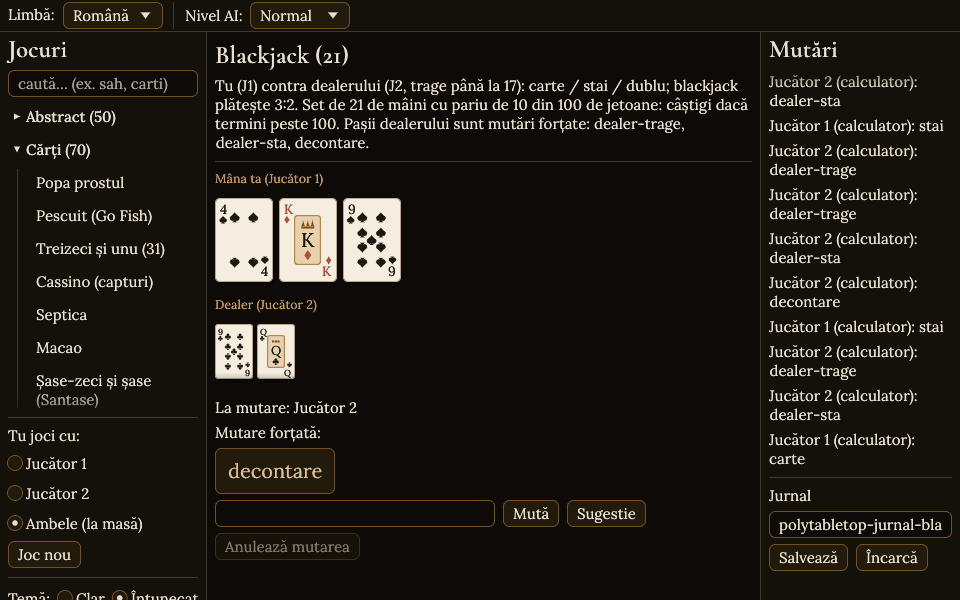 Limbă: Română ▼ Nivel AI: Normal ▼
Jocuri
caută... (ex. sah, carti)
▸ Abstract (50)
▾ Cărți (70)
Popa prostul
Pescuit (Go Fish)
Treizeci și unu (31)
Cassino (capturi)
Septica
Macao
Șase-zeci și șase
(Santase)
Tu joci cu:
Jucător 1
Jucător 2
Ambele (la masă)
Joc nou
Temă: Clar Întunecat
Blackjack (21)
Tu (J1) contra dealerului (J2, trage până la 17): carte / stai / dublu; blackjack
plătește 3:2. Set de 21 de mâini cu pariu de 10 din 100 de jetoane: câștigi dacă
termini peste 100. Pașii dealerului sunt mutări forțate: dealer-trage,
dealer-sta, decontare.
Mâna ta (Jucător 1)
4 K 9
K
4 K 9
Dealer (Jucător 2)
9 Q
Q
9 Q
La mutare: Jucător 2
Mutare forțată:
decontare
Mută Sugestie
Anulează mutarea
Mutări
Jucător 2 (calculator):
dealer-sta
Jucător 1 (calculator): stai
Jucător 2 (calculator):
dealer-trage
Jucător 2 (calculator):
dealer-trage
Jucător 2 (calculator):
dealer-sta
Jucător 2 (calculator):
decontare
Jucător 1 (calculator): stai
Jucător 2 (calculator):
dealer-trage
Jucător 2 (calculator):
dealer-sta
Jucător 1 (calculator):
carte
Jurnal
polytabletop-jurnal-bla
Salvează Încarcă